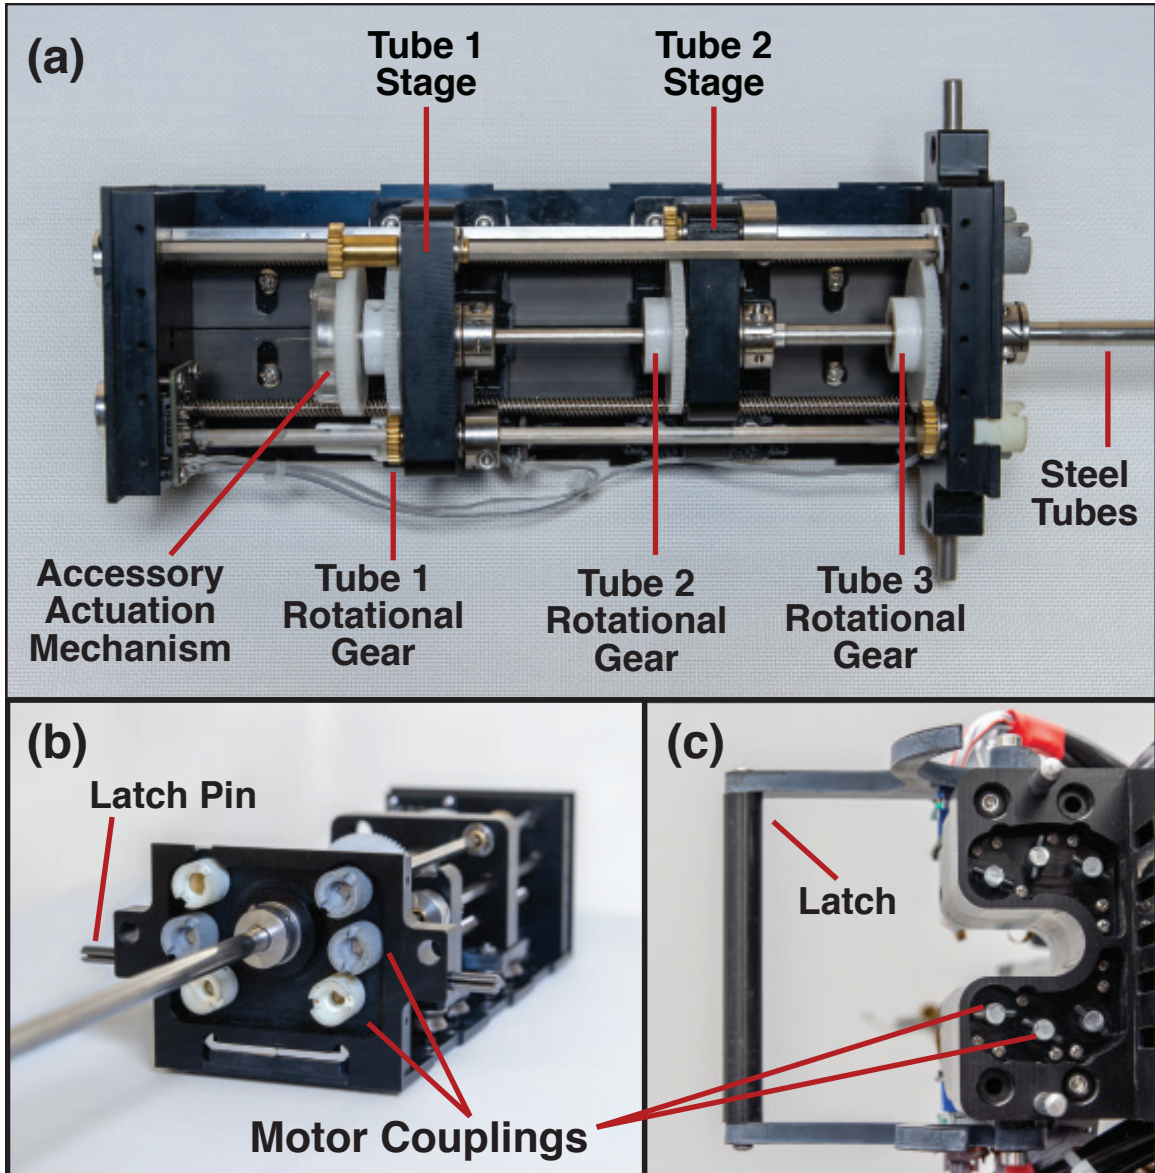 (a)
Tube 1
Stage
Tube 2
Stage
Steel
Tubes
Accessory
Actuation
Mechanism
Tube 1
Rotational
Gear
Tube 2
Rotational
Gear
Tube 3
Rotational
Gear
(b)
Latch Pin
(c)
Latch
Motor Couplings